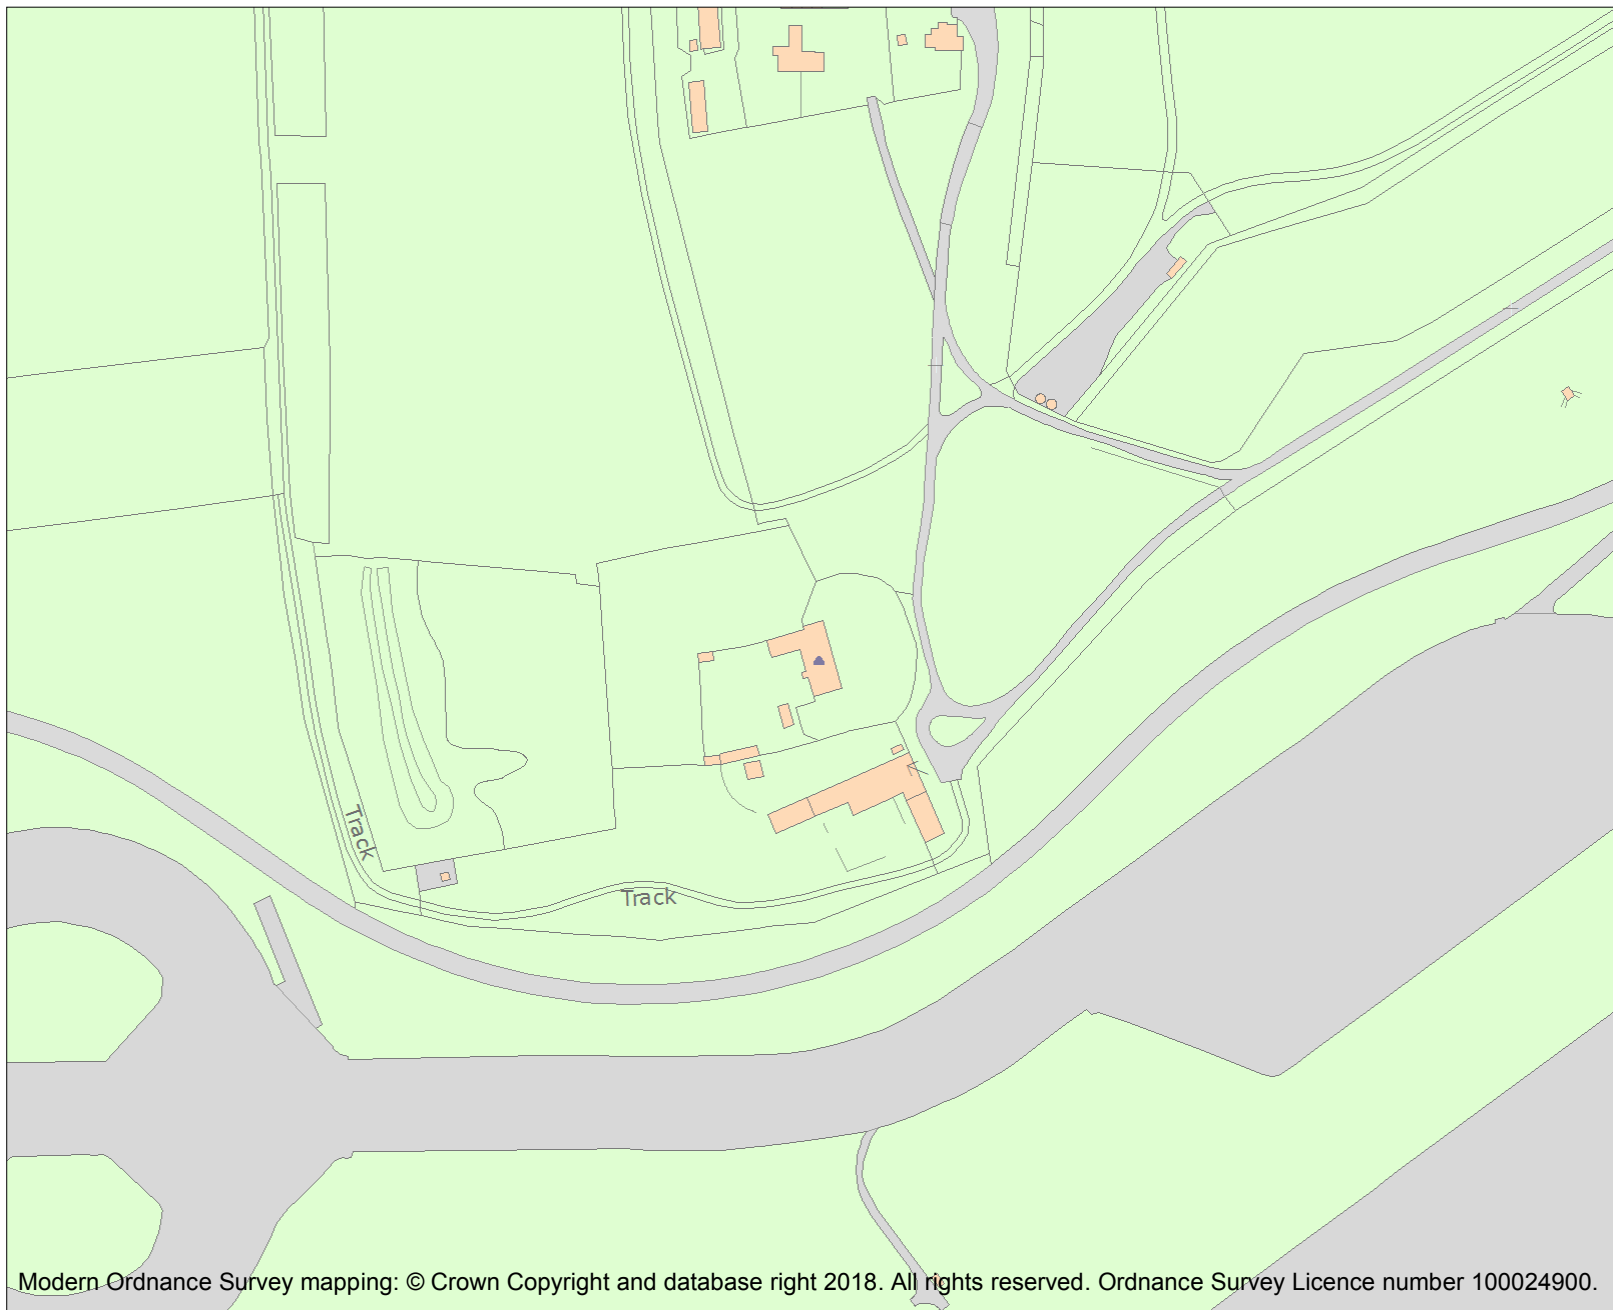 Track
Track
Modern Ordnance Survey mapping: © Crown Copyright and database right 2018. All rights reserved. Ordnance Survey Licence number 100024900.